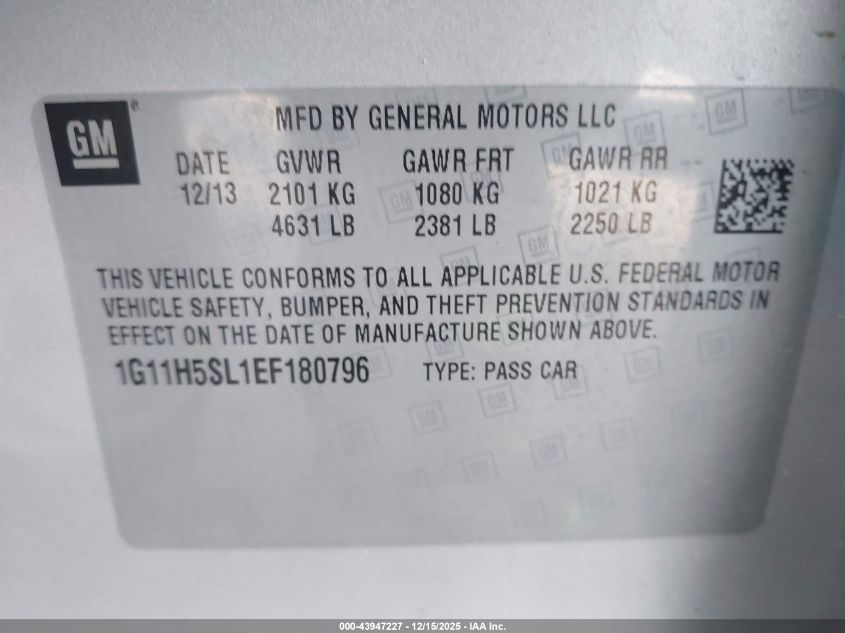 GM
MFD BY GENERAL MOTORS LLC
DATE GVWR GAWR FRT GAWR RR
12/13 2101 KG 1080 KG 1021 KG
4631 LB 2381 LB 2250 LB
THIS VEHICLE CONFORMS TO ALL APPLICABLE U.S. FEDERAL MOTOR
VEHICLE SAFETY, BUMPER, AND THEFT PREVENTION STANDARDS IN
EFFECT ON THE DATE OF MANUFACTURE SHOWN ABOVE.
1G11H5SL1EF180796 TYPE: PASS CAR
000-43947227 - 12/15/2025 - IAA Inc.